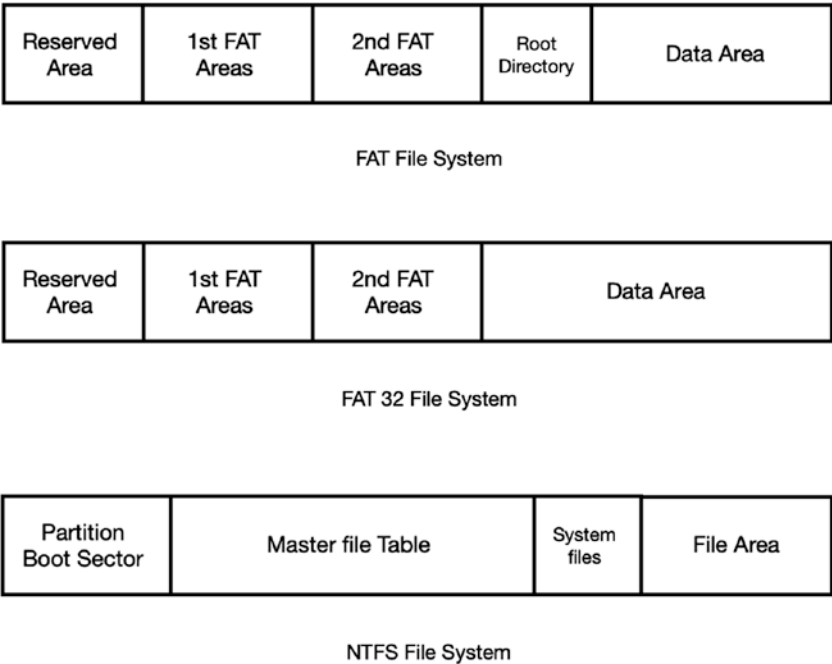 Reserved Area
1st FAT Areas
2nd FAT Areas
Root Directory
Data Area
FAT File System
Reserved Area
1st FAT Areas
2nd FAT Areas
Data Area
FAT 32 File System
Partition Boot Sector
Master file Table
System files
File Area
NTFS File System